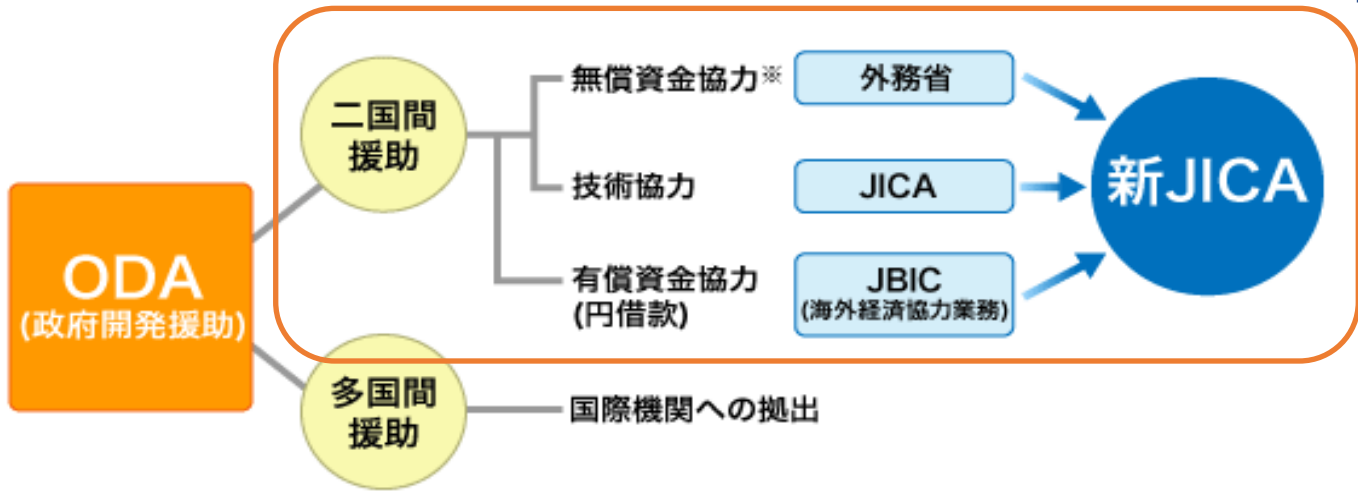 ODA
(政府開発援助)
二国間
援助
無償資金協力※
外務省
技術協力
JICA
有償資金協力
(円借款)
JBIC
(海外経済協力業務)
新JICA
多国間
援助
国際機関への拠出